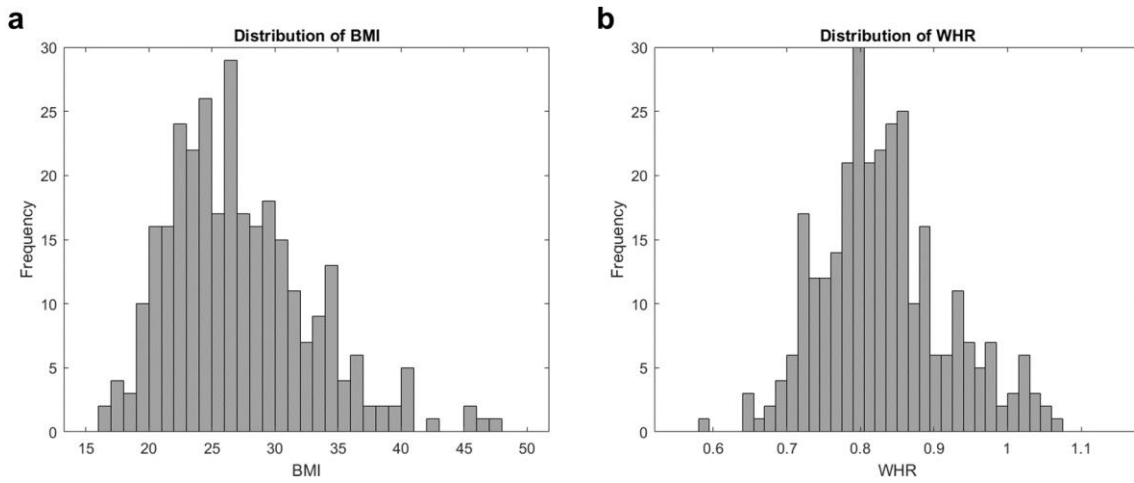 a
Distribution of BMI
30
25
20
15
10
5
0
Frequency
15 20 25 30 35 40 45 50
BMI
b
Distribution of WHR
30
25
20
15
10
5
0
Frequency
0.6 0.7 0.8 0.9 1 1.1
WHR